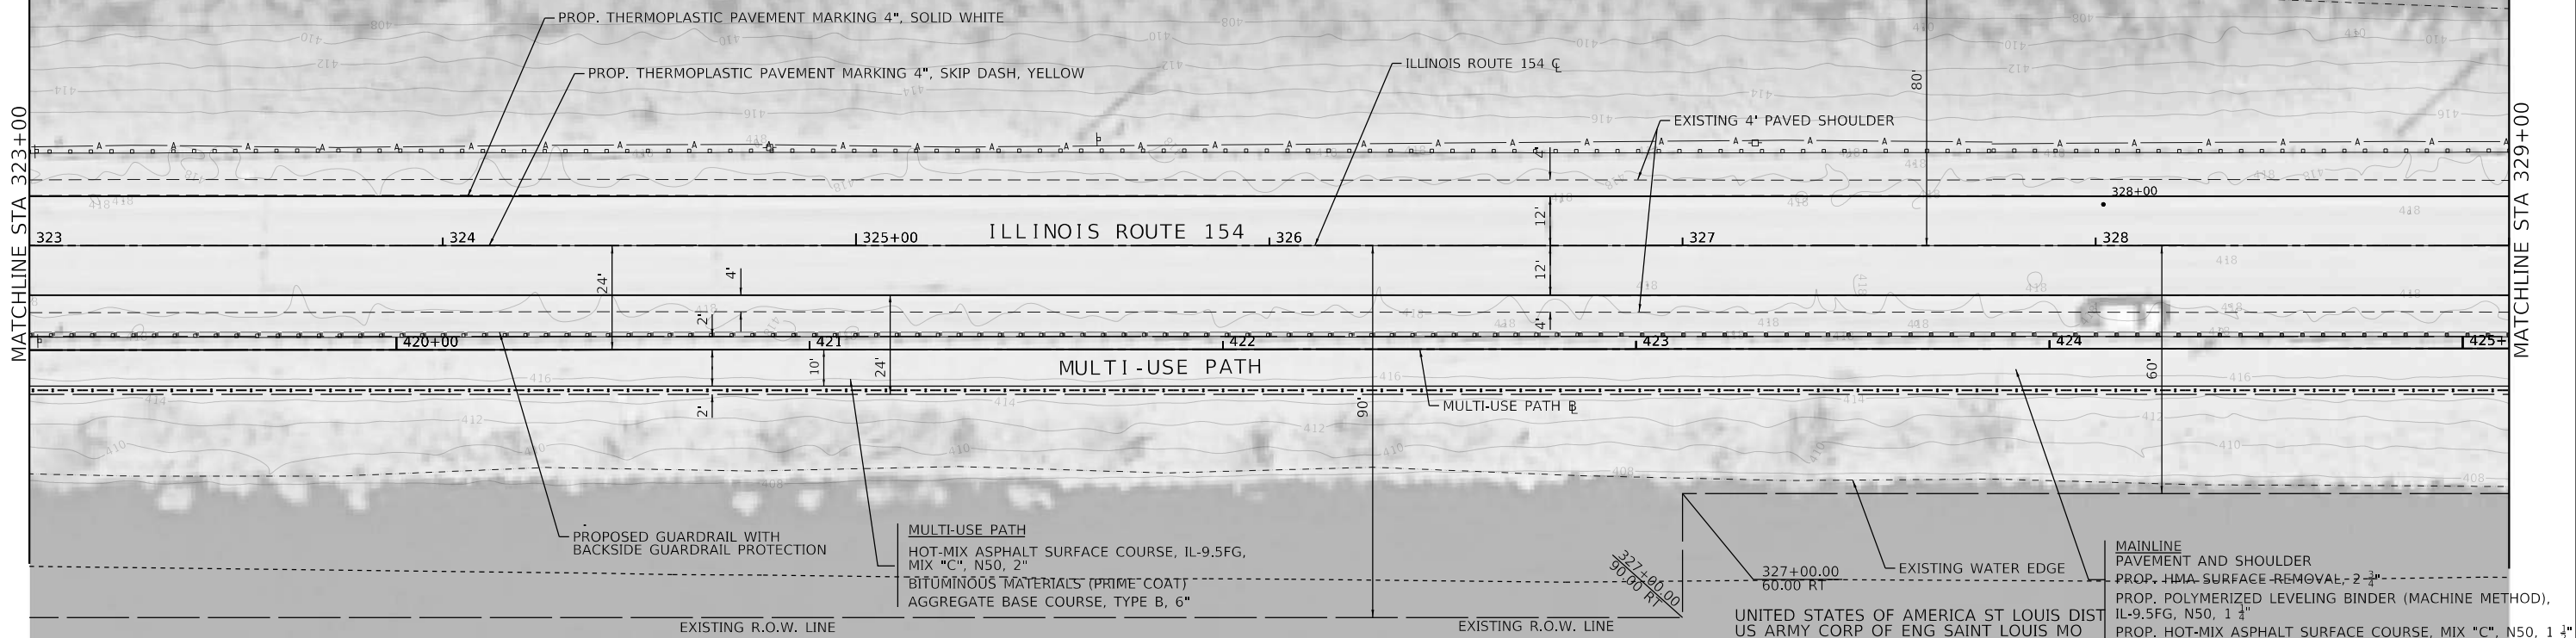 PROP. THERMOPLASTIC PAVEMENT MARKING 4", SOLID WHITE
PROP. THERMOPLASTIC PAVEMENT MARKING 4", SKIP DASH, YELLOW
ILLINOIS ROUTE 154 ℄
EXISTING 4' PAVED SHOULDER
80'
MATCHLINE STA 323+00
MATCHLINE STA 329+00
4'
328+00
12'
ILLINOIS ROUTE 154
323 324 325+00 326 327 328
24'
4'
12'
2'
4'
420+00 421 422 423 424 425+
10'
24'
MULTI-USE PATH
60'
2'
90'
MULTI-USE PATH B
PROPOSED GUARDRAIL WITH
BACKSIDE GUARDRAIL PROTECTION
MULTI-USE PATH
HOT-MIX ASPHALT SURFACE COURSE, IL-9.5FG,
MIX "C", N50, 2"
BITUMINOUS MATERIALS (PRIME COAT)
AGGREGATE BASE COURSE, TYPE B, 6"
327+00.00
90.00 RT
327+00.00
60.00 RT
EXISTING WATER EDGE
MAINLINE
PAVEMENT AND SHOULDER
PROP. HMA SURFACE REMOVAL, 2 3/4"
PROP. POLYMERIZED LEVELING BINDER (MACHINE METHOD),
IL-9.5FG, N50, 1 1/4"
PROP. HOT-MIX ASPHALT SURFACE COURSE, MIX "C", N50, 1
UNITED STATES OF AMERICA ST LOUIS DIST
US ARMY CORP OF ENG SAINT LOUIS MO
EXISTING R.O.W. LINE
EXISTING R.O.W. LINE